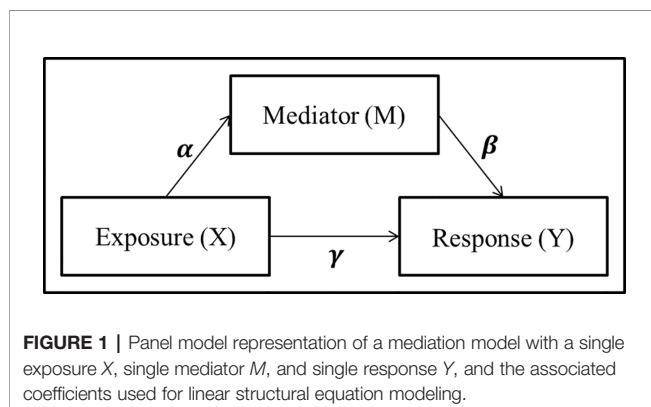 Mediator (M)
α
β
Exposure (X)
Response (Y)
γ
FIGURE 1 | Panel model representation of a mediation model with a single
exposure X, single mediator M, and single response Y, and the associated
coefficients used for linear structural equation modeling.